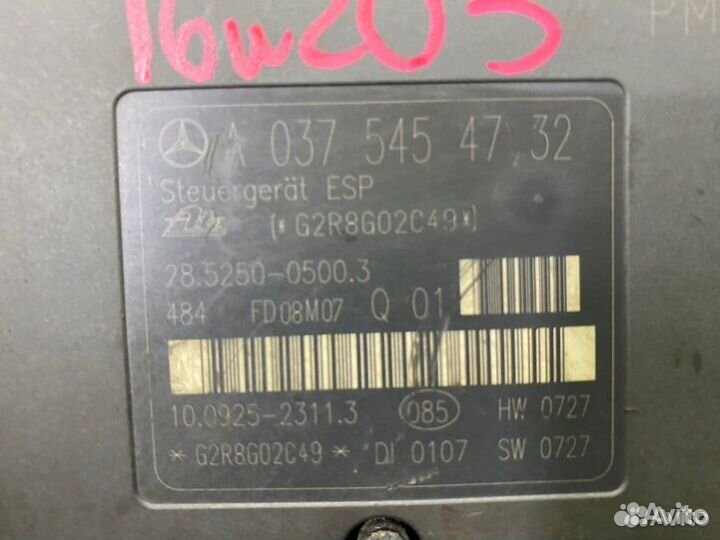 16w203
PM
A 037 545 47 32
Steuergerät ESP
(*G2R8G02C49*)
28.5250-0500.3
484 FD08M07 Q 01
10.0925-2311.3 085 HW 0727
*G2R8G02C49* DI 0107 SW 0727
Avito